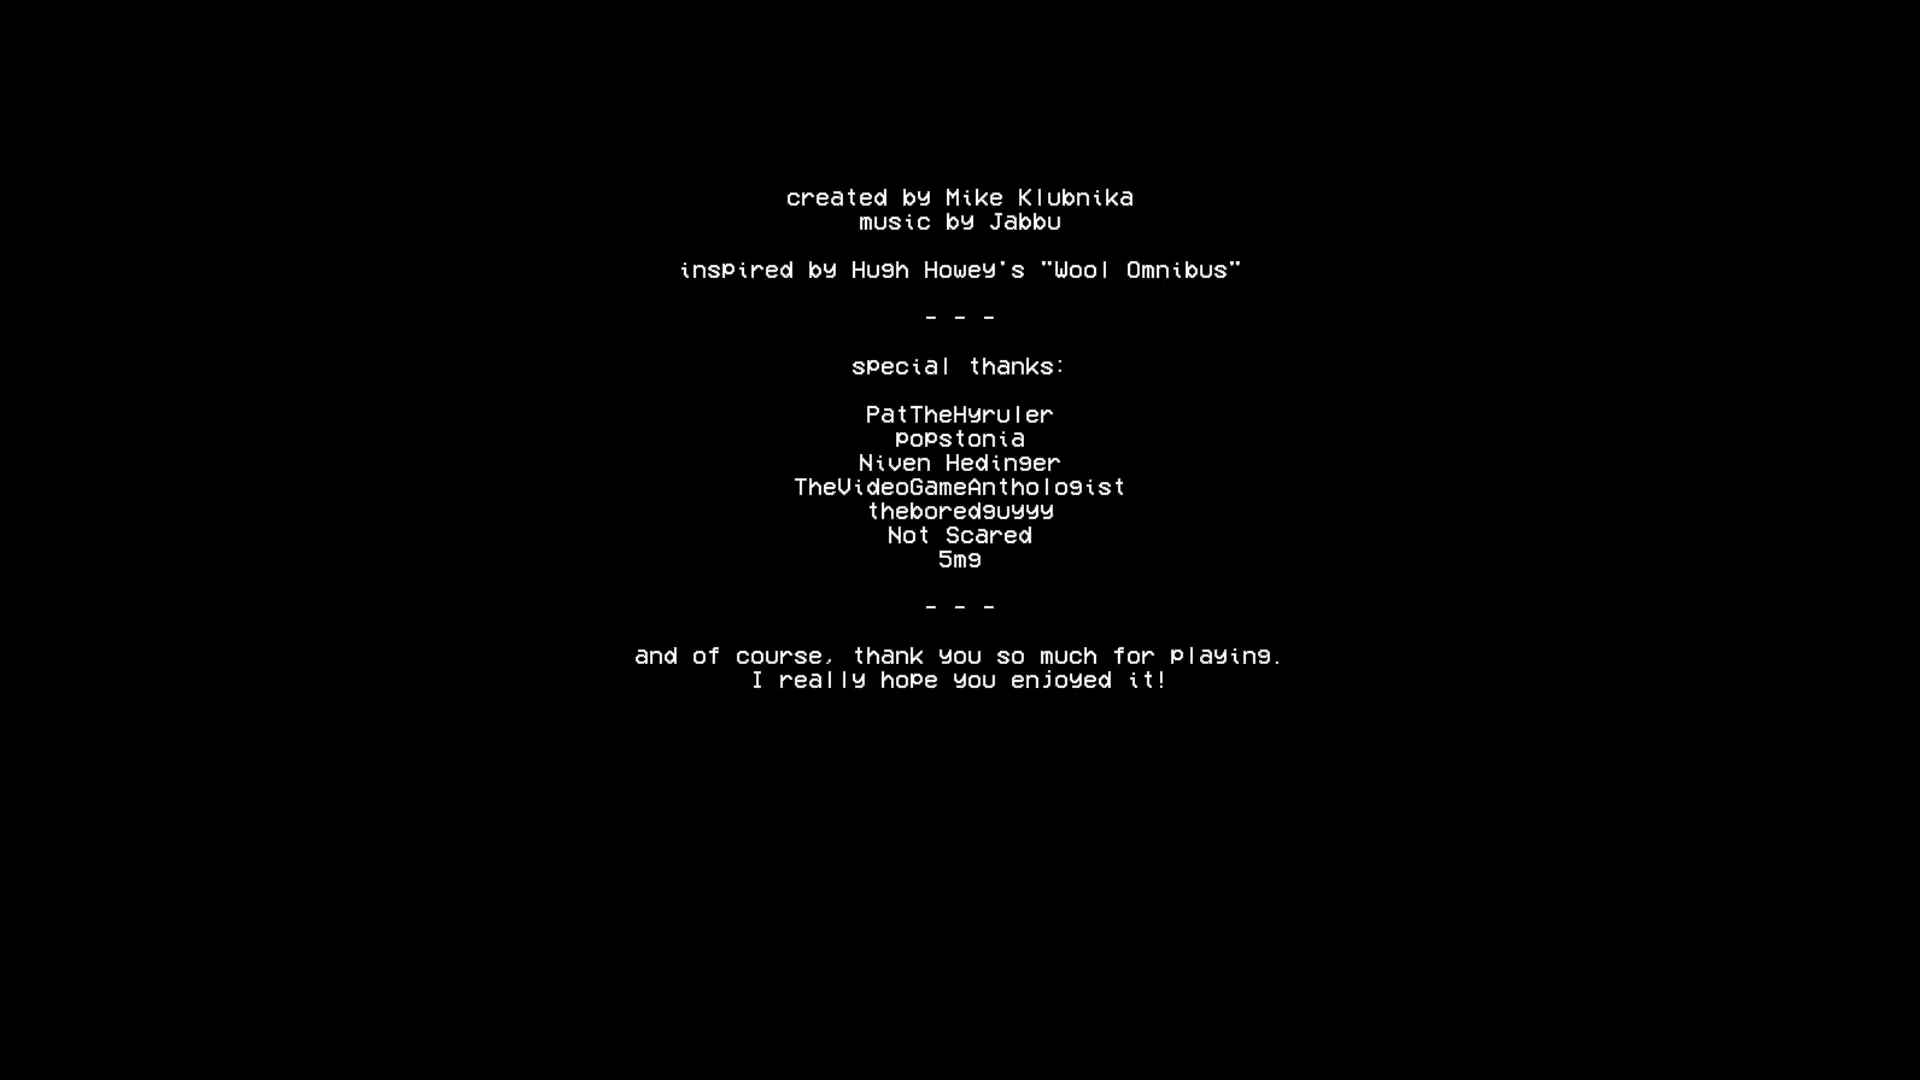 created by Mike Klubnika
music by Jabbu
inspired by Hugh Howey's "Wool Omnibus"
- - -
special thanks:
PatTheHyruler
popstonia
Niven Hedinger
TheVideoGameAnthologist
theboredguyyy
Not Scared
5mg
- - -
and of course, thank you so much for playing.
I really hope you enjoyed it!